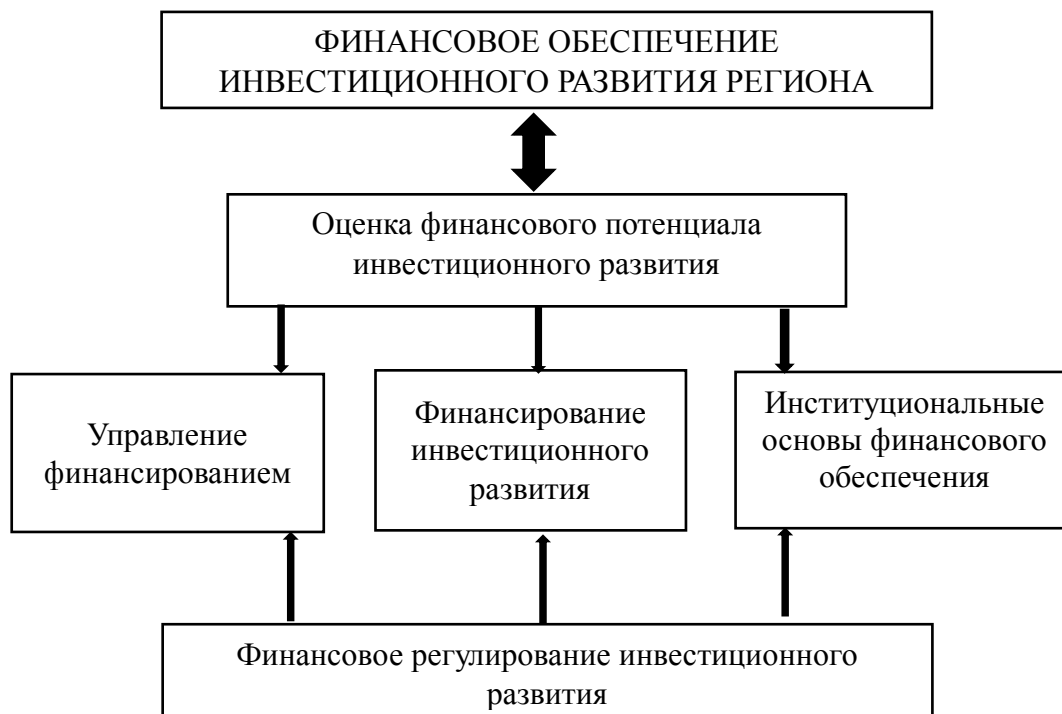 ФИНАНСОВОЕ ОБЕСПЕЧЕНИЕ
ИНВЕСТИЦИОННОГО РАЗВИТИЯ РЕГИОНА
Оценка финансового потенциала
инвестиционного развития
Управление
финансированием
Финансирование
инвестиционного
развития
Институциональные
основы финансового
обеспечения
Финансовое регулирование инвестиционного
развития